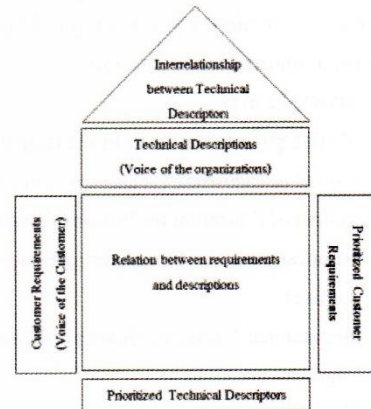 Interrelationship
between Technical
Descriptors
Technical Descriptions
(Voice of the organizations)
Customer Requirements
(Voice of the Customer)
Relation between requirements
and descriptions
Prioritized Customer
Requirements
Prioritized Technical Descriptors